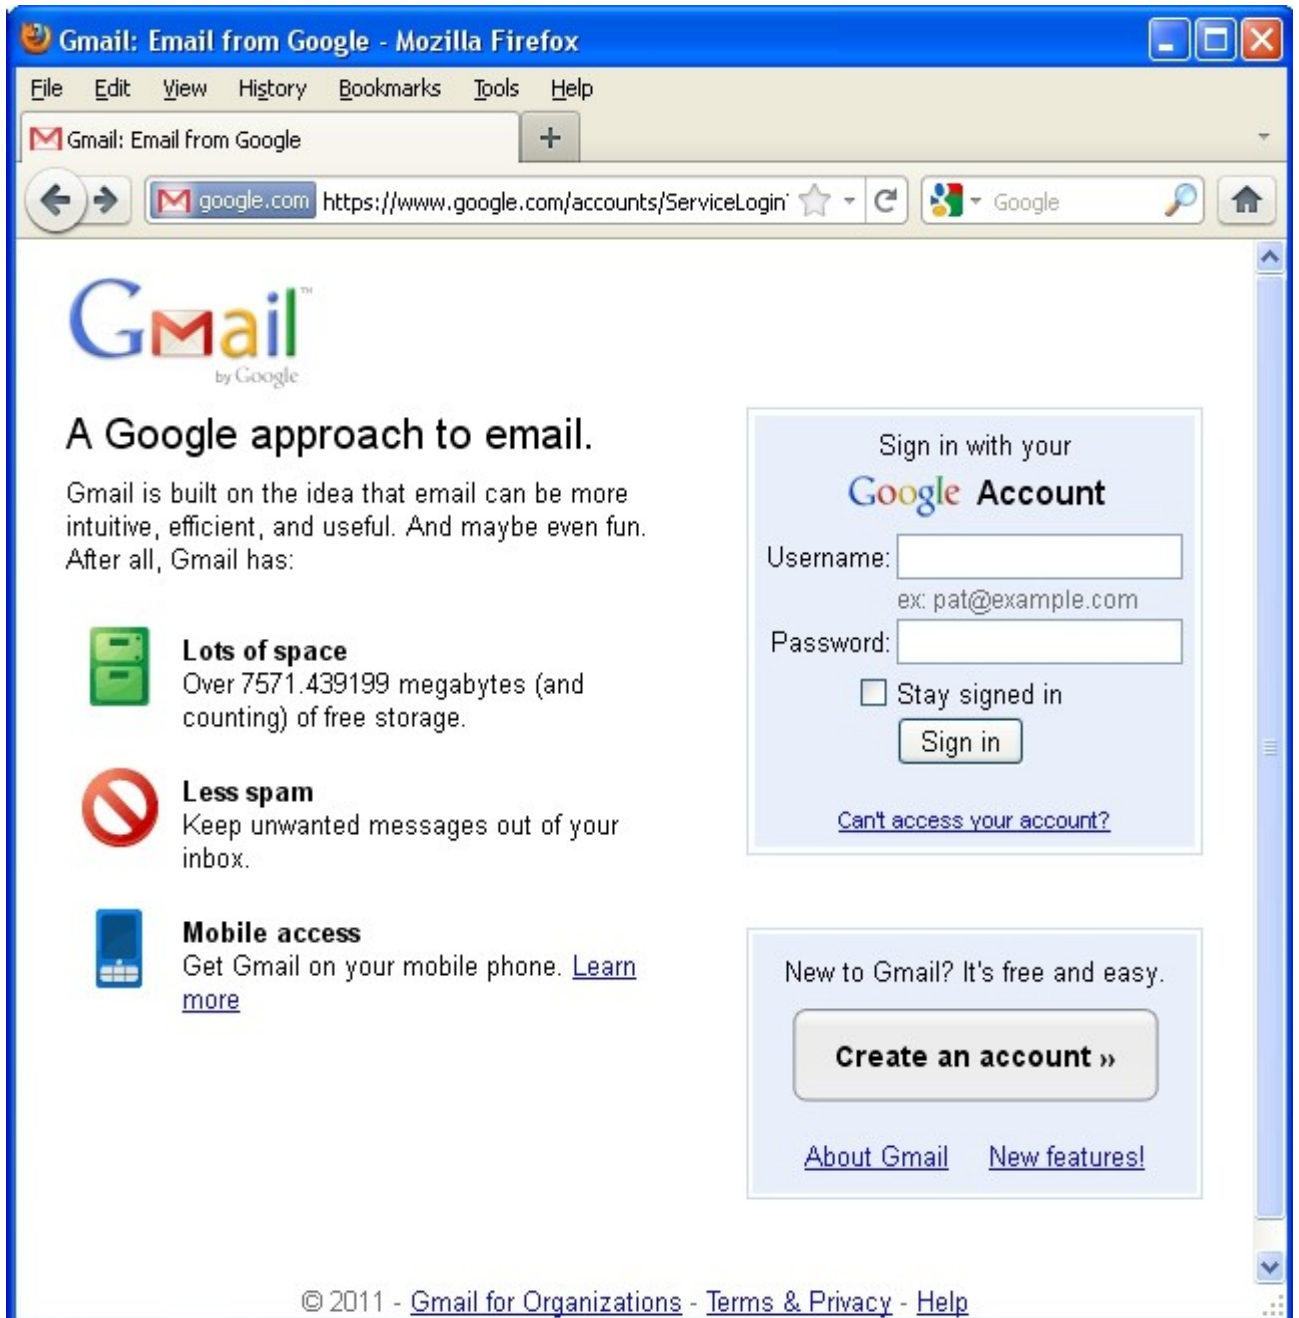 Gmail: Email from Google - Mozilla Firefox
File Edit View History Bookmarks Tools Help
Gmail: Email from Google
google.com https://www.google.com/accounts/ServiceLogin Google
Gmail™
by Google
A Google approach to email.
Gmail is built on the idea that email can be more
intuitive, efficient, and useful. And maybe even fun.
After all, Gmail has:
Lots of space
Over 7571.439199 megabytes (and
counting) of free storage.
Less spam
Keep unwanted messages out of your
inbox.
Mobile access
Get Gmail on your mobile phone. Learn
more
Sign in with your
Google Account
Username:
ex: pat@example.com
Password:
Stay signed in
Sign in
Can't access your account?
New to Gmail? It's free and easy.
Create an account »
About Gmail New features!
© 2011 - Gmail for Organizations - Terms & Privacy - Help